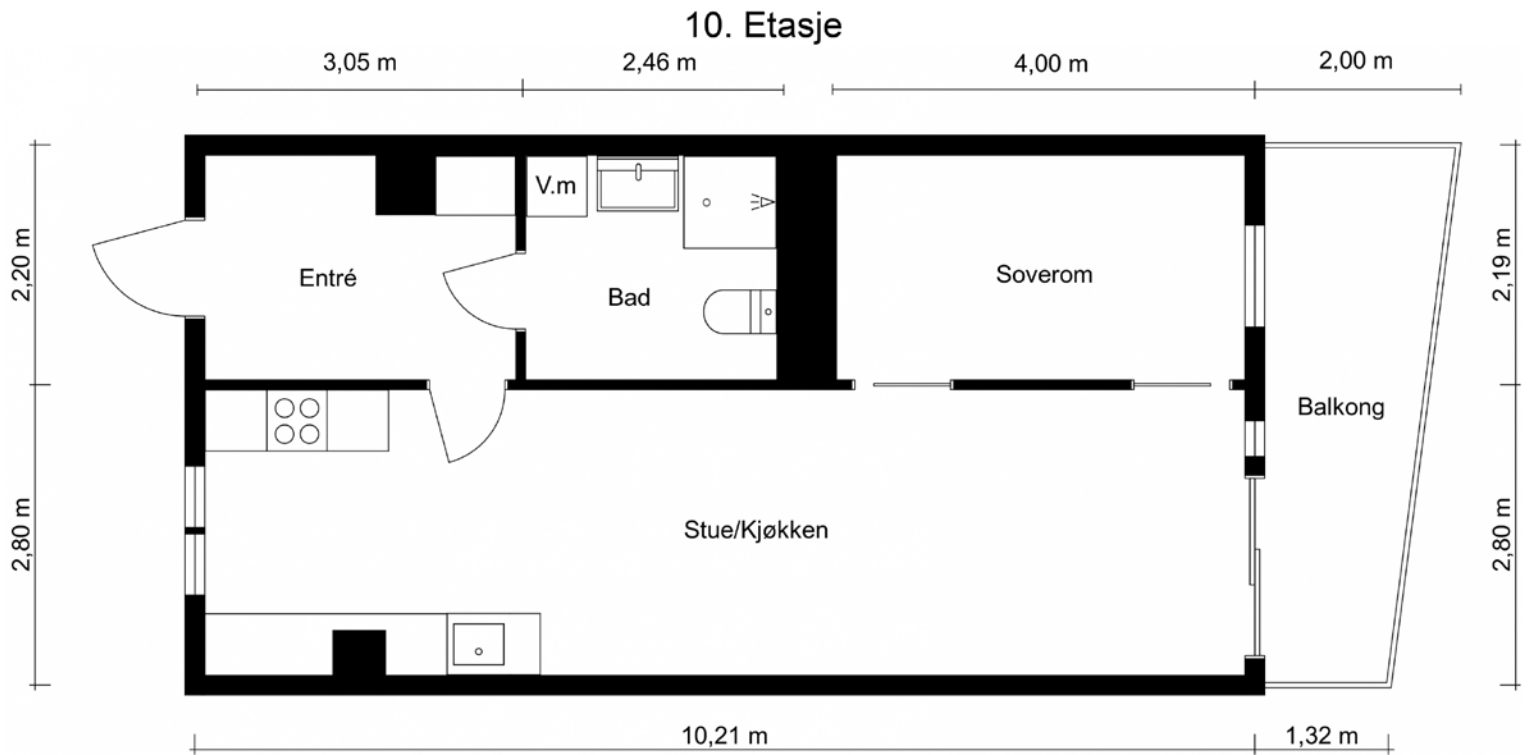 10. Etasje
3,05 m 2,46 m 4,00 m 2,00 m
V.m
2,20 m
2,19 m
Entré
Bad
Soverom
Balkong
Stue/Kjøkken
2,80 m
2,80 m
10,21 m 1,32 m